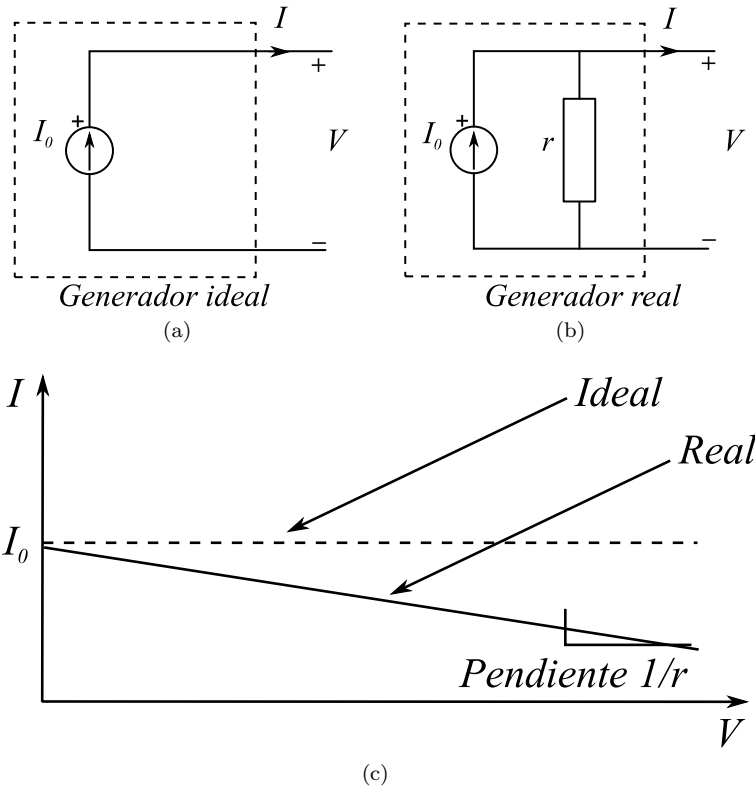 I
+
+
I₀
V
−
Generador ideal
(a)
I
+
+
I₀
r
V
−
Generador real
(b)
I
Ideal
Real
I₀
Pendiente 1/r
V
(c)